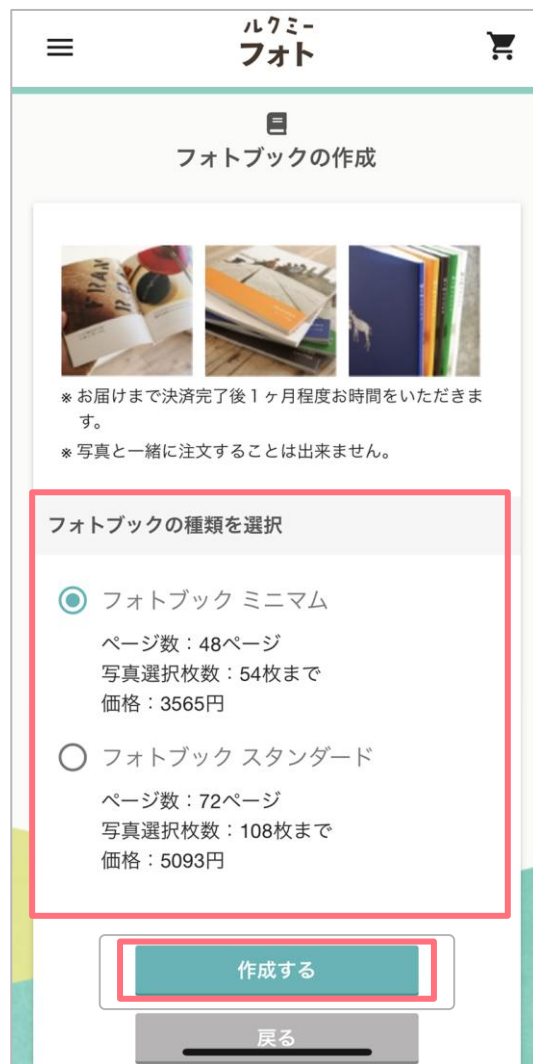 ルクミー
フォト
フォトブックの作成
※ お届けまで決済完了後１ヶ月程度お時間をいただきま
す。
※ 写真と一緒に注文することは出来ません。
フォトブックの種類を選択
フォトブック ミニマム
ページ数：48ページ
写真選択枚数：54枚まで
価格：3565円
フォトブック スタンダード
ページ数：72ページ
写真選択枚数：108枚まで
価格：5093円
作成する
戻る